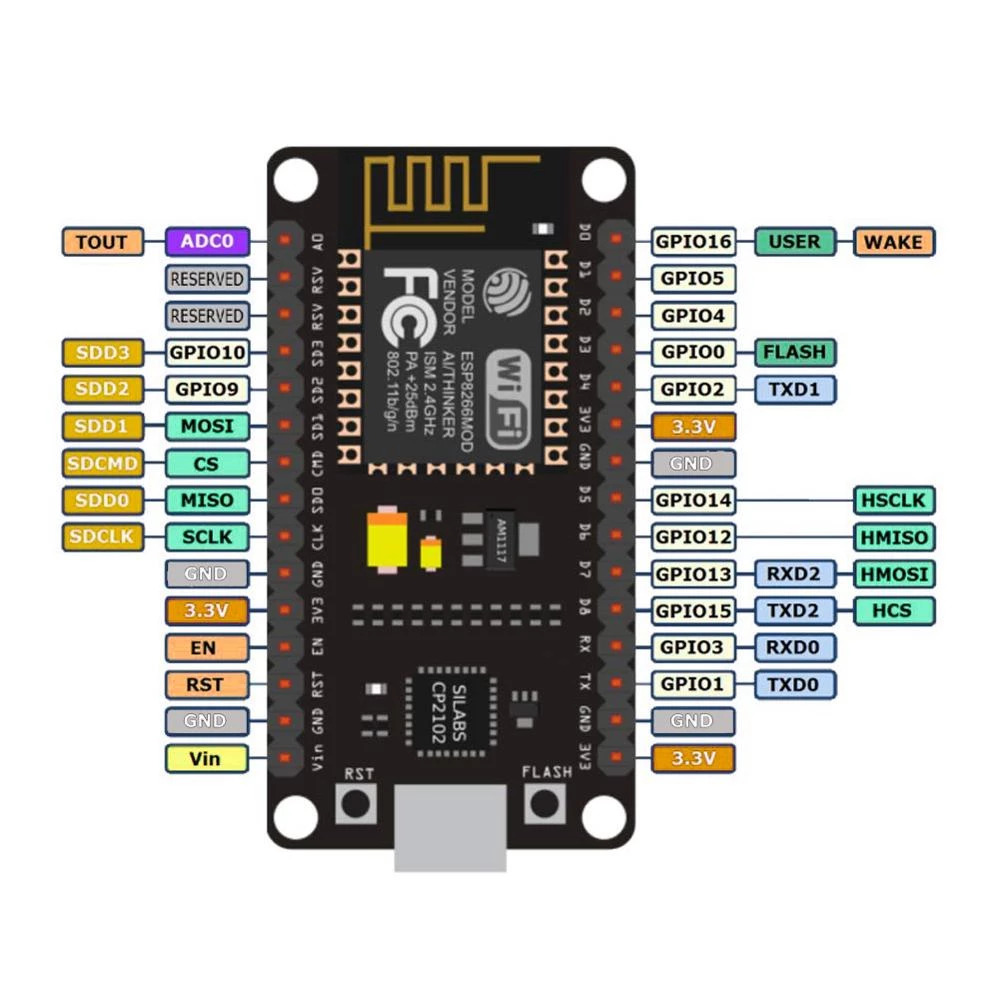 TOUT ADC0 A0 D0 GPIO16 USER WAKE
RESERVED RSV D1 GPIO5
RESERVED RSV D2 GPIO4
SDD3 GPIO10 SD3 D3 GPIO0 FLASH
SDD2 GPIO9 SD2 D4 GPIO2 TXD1
SDD1 MOSI SD1 3V3 3.3V
SDCMD CS CMD GND GND
SDD0 MISO SDO D5 GPIO14 HSCLK
SDCLK SCLK CLK D6 GPIO12 HMISO
GND GND D7 GPIO13 RXD2 HMOSI
3.3V 3V3 D8 GPIO15 TXD2 HCS
EN EN RX GPIO3 RXD0
RST RST TX GPIO1 TXD0
GND GND GND GND
Vin Vin 3V3 3.3V
MODEL ESP8266MOD
VENDOR AI/THINKER
ISM 2.4GHz
PA +25dBm
802.11b/g/n
FC
Wi Fi
AM1117
SILABS
CP2102
RST
FLASH